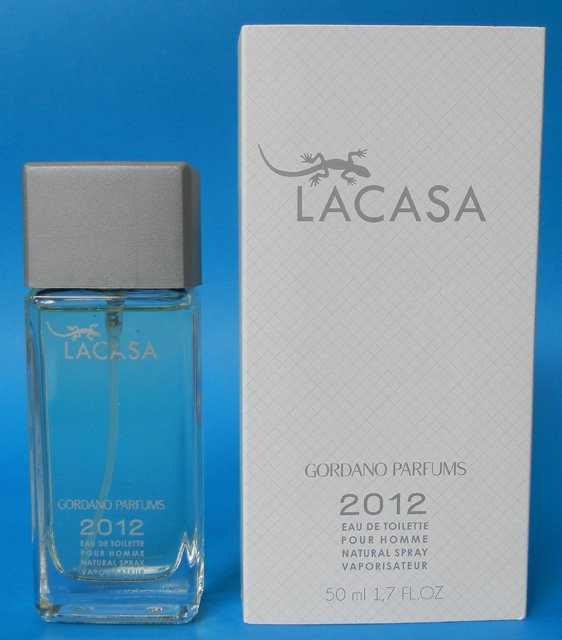 LACASA
GORDANO PARFUMS
2012
EAU DE TOILETTE
POUR HOMME
NATURAL SPRAY
VAPORISATEUR
LACASA
GORDANO PARFUMS
2012
EAU DE TOILETTE
POUR HOMME
NATURAL SPRAY
VAPORISATEUR
50 ml 1,7 FL.OZ